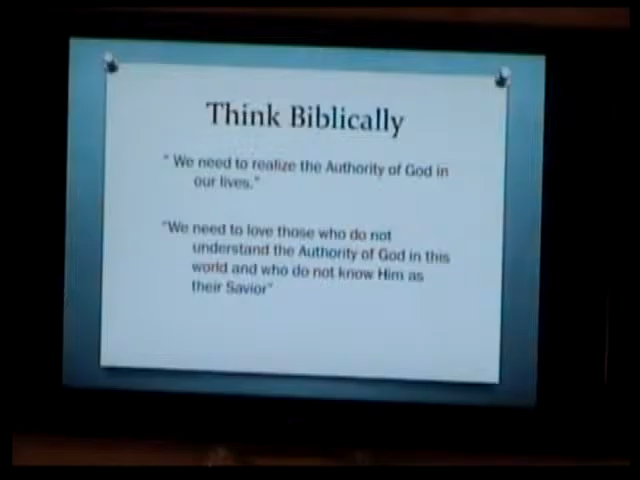 Think Biblically
" We need to realize the Authority of God in
our lives."
"We need to love those who do not
understand the Authority of God in this
world and who do not know Him as
their Savior"